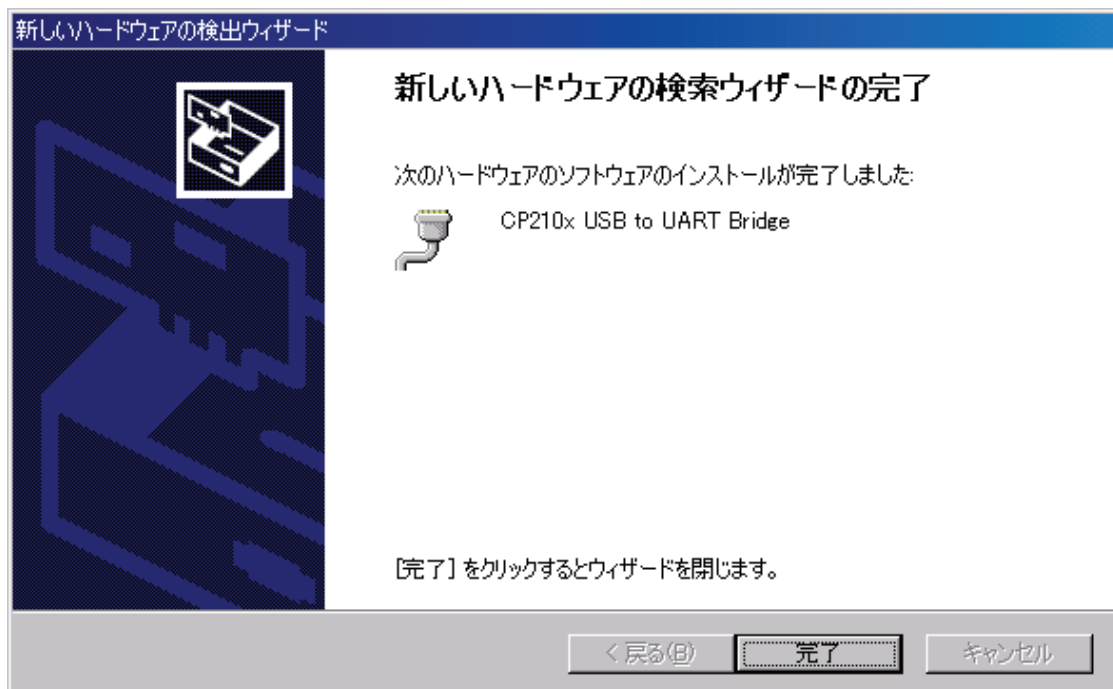 新しいハードウェアの検出ウィザード
新しいハードウェアの検索ウィザードの完了
次のハードウェアのソフトウェアのインストールが完了しました:
CP210x USB to UART Bridge
[完了] をクリックするとウィザードを閉じます。
< 戻る(B)
完了
キャンセル